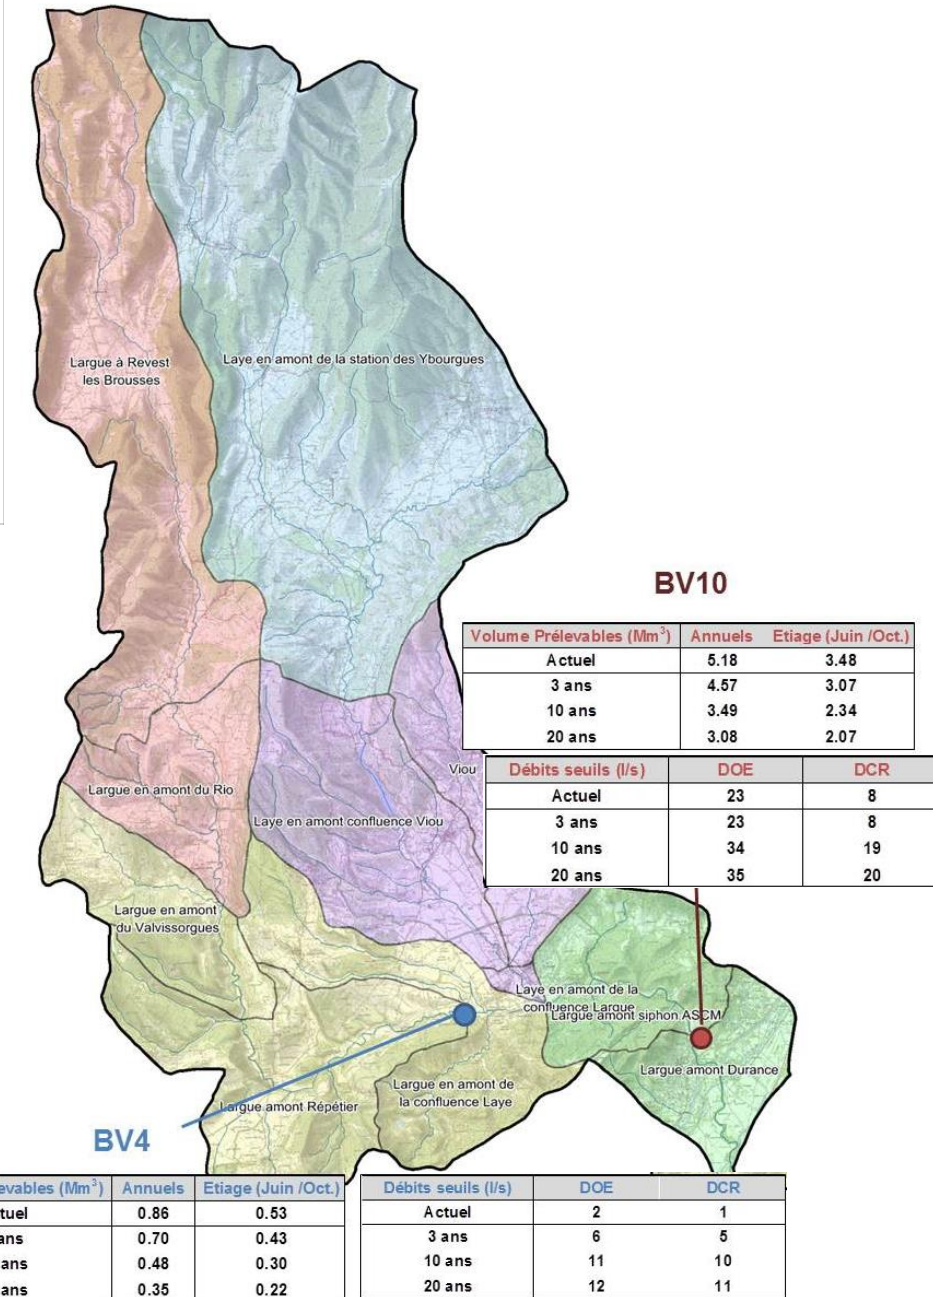 Largue à Revest
les Brousses
Laye en amont de la station des Ybourgues
BV10
Volume Prélevables (Mm³) Annuels Etiage (Juin /Oct.)
Actuel 5.18 3.48
3 ans 4.57 3.07
10 ans 3.49 2.34
20 ans 3.08 2.07
Viou
Débits seuils (l/s) DOE DCR
Actuel 23 8
3 ans 23 8
10 ans 34 19
20 ans 35 20
Largue en amont du Rio
Laye en amont confluence Viou
Largue en amont
du Valvissorgues
Laye en amont de la
confluence Largue
Largue amont siphon ASCM
Largue amont Durance
Largue en amont de
la confluence Laye
Largue amont Répétier
BV4
evables (Mm³) Annuels Etiage (Juin /Oct.)
tuel 0.86 0.53
ans 0.70 0.43
ans 0.48 0.30
ans 0.35 0.22
Débits seuils (l/s) DOE DCR
Actuel 2 1
3 ans 6 5
10 ans 11 10
20 ans 12 11